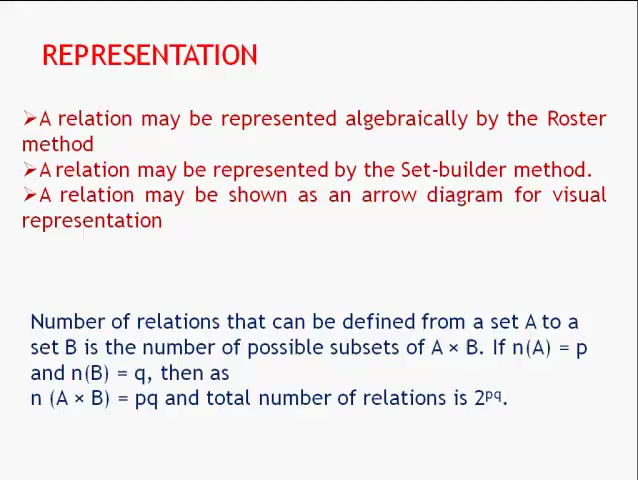 REPRESENTATION
➢A relation may be represented algebraically by the Roster
method
➢A relation may be represented by the Set-builder method.
➢A relation may be shown as an arrow diagram for visual
representation
Number of relations that can be defined from a set A to a
set B is the number of possible subsets of A × B. If n(A) = p
and n(B) = q, then as
n (A × B) = pq and total number of relations is 2ᵖᑫ.